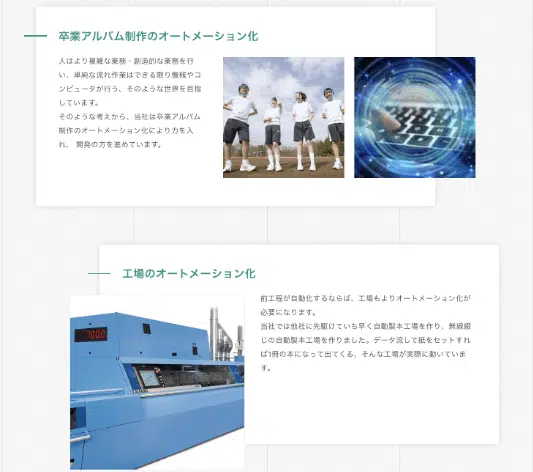 卒業アルバム制作のオートメーション化
人はより複雑な業務・創造的な業務を行
い、単純な流れ作業はできる限り機械やコ
ンピュータが行う、そのような世界を目指
しています。
そのような考えから、当社は卒業アルバム
制作のオートメーション化により力を入
れ、 開発の方を進めています。
工場のオートメーション化
前工程が自動化するならば、工場もよりオートメーション化が
必要になります。
当社では他社に先駆けていち早く自動製本工場を作り、無線綴
じの自動製本工場を作りました。データ流して紙をセットすれ
ば1冊の本になって出てくる、そんな工場が実際に動いていま
す。
700.0